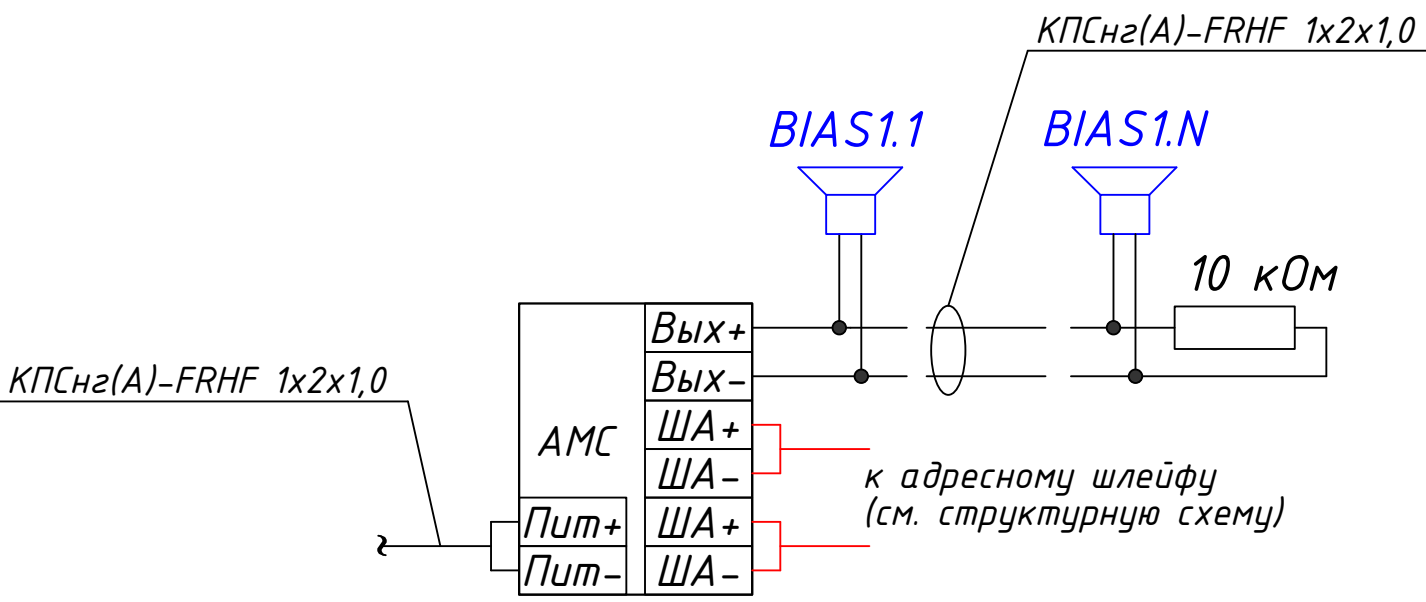 КПСнг(А)-FRHF 1х2х1,0
BIAS1.1
BIAS1.N
10 кОм
Вых+
КПСнг(А)-FRHF 1х2х1,0
Вых-
АМС
ША+
ША-
к адресному шлейфу
(см. структурную схему)
Пит+
ША+
Пит-
ША-